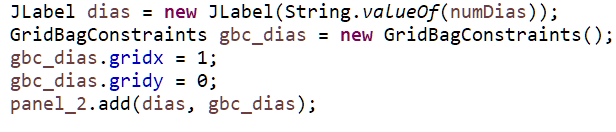 JLabel dias = new JLabel(String.valueOf(numDias));
GridBagConstraints gbc_dias = new GridBagConstraints();
gbc_dias.gridx = 1;
gbc_dias.gridy = 0;
panel_2.add(dias, gbc_dias);